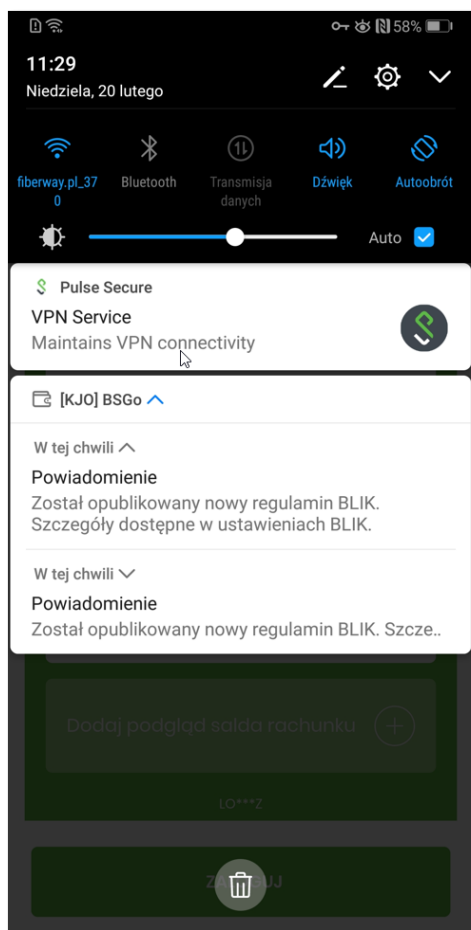 58%
11:29
Niedziela, 20 lutego
fiberway.pl_37
0
Bluetooth
Transmisja
danych
Dźwięk
Autoobrót
Auto
Pulse Secure
VPN Service
Maintains VPN connectivity
[KJO] BSGo
W tej chwili
Powiadomienie
Został opublikowany nowy regulamin BLIK.
Szczegóły dostępne w ustawieniach BLIK.
W tej chwili
Powiadomienie
Został opublikowany nowy regulamin BLIK. Szcze..
Dodaj podgląd salda rachunku
LO***Z